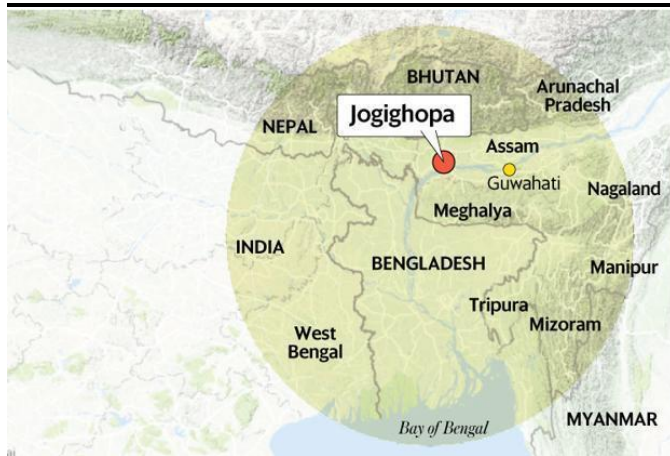 BHUTAN
Arunachal
Pradesh
Jogighopa
NEPAL
Assam
Guwahati
Nagaland
Meghalya
INDIA
BENGLADESH
Manipur
Tripura
Mizoram
West
Bengal
MYANMAR
Bay of Bengal